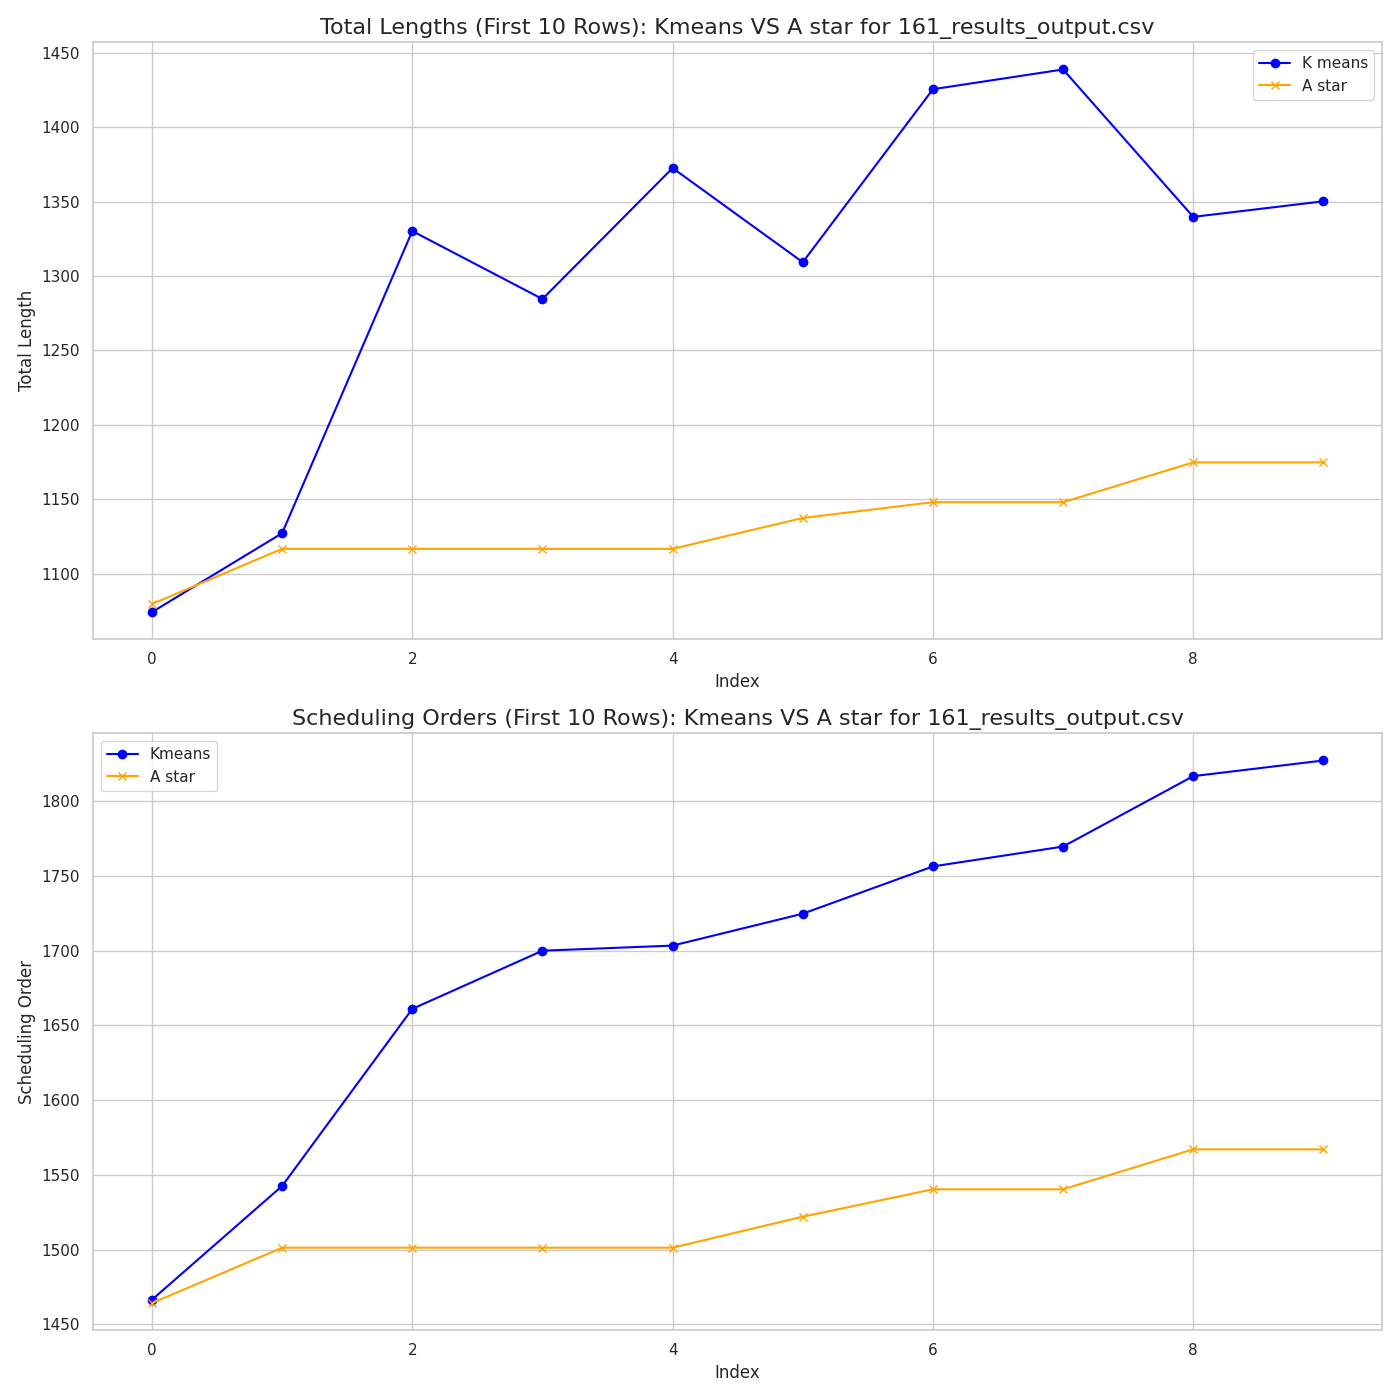 Total Lengths (First 10 Rows): Kmeans VS A star for 161_results_output.csv
K means
A star
1450
1400
1350
1300
1250
1200
1150
1100
Total Length
0 2 4 6 8
Index
Scheduling Orders (First 10 Rows): Kmeans VS A star for 161_results_output.csv
Kmeans
A star
1800
1750
1700
1650
1600
1550
1500
1450
Scheduling Order
0 2 4 6 8
Index